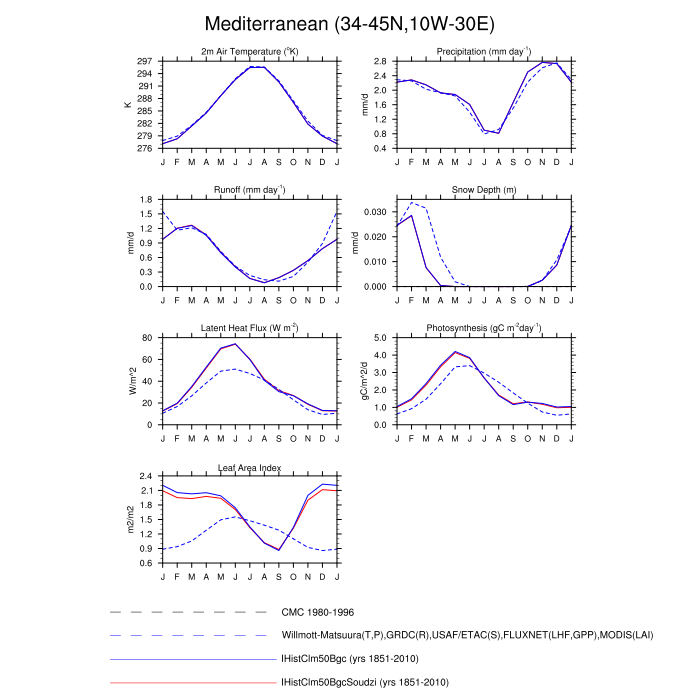 Mediterranean (34-45N,10W-30E)
2m Air Temperature (°K)
K
297
294
291
288
285
282
279
276
J F M A M J J A S O N D J
Precipitation (mm day⁻¹)
mm/d
2.8
2.4
2.0
1.6
1.2
0.8
0.4
J F M A M J J A S O N D J
Runoff (mm day⁻¹)
mm/d
1.8
1.5
1.2
0.9
0.6
0.3
0.0
J F M A M J J A S O N D J
Snow Depth (m)
mm/d
0.030
0.020
0.010
0.000
J F M A M J J A S O N D J
Latent Heat Flux (W m⁻²)
W/m^2
80
60
40
20
0
J F M A M J J A S O N D J
Photosynthesis (gC m⁻²day⁻¹)
gC/m^2/d
5.0
4.0
3.0
2.0
1.0
0.0
J F M A M J J A S O N D J
Leaf Area Index
m2/m2
2.4
2.1
1.8
1.5
1.2
0.9
0.6
J F M A M J J A S O N D J
CMC 1980-1996
Willmott-Matsuura(T,P),GRDC(R),USAF/ETAC(S),FLUXNET(LHF,GPP),MODIS(LAI)
IHistClm50Bgc (yrs 1851-2010)
IHistClm50BgcSoudzi (yrs 1851-2010)